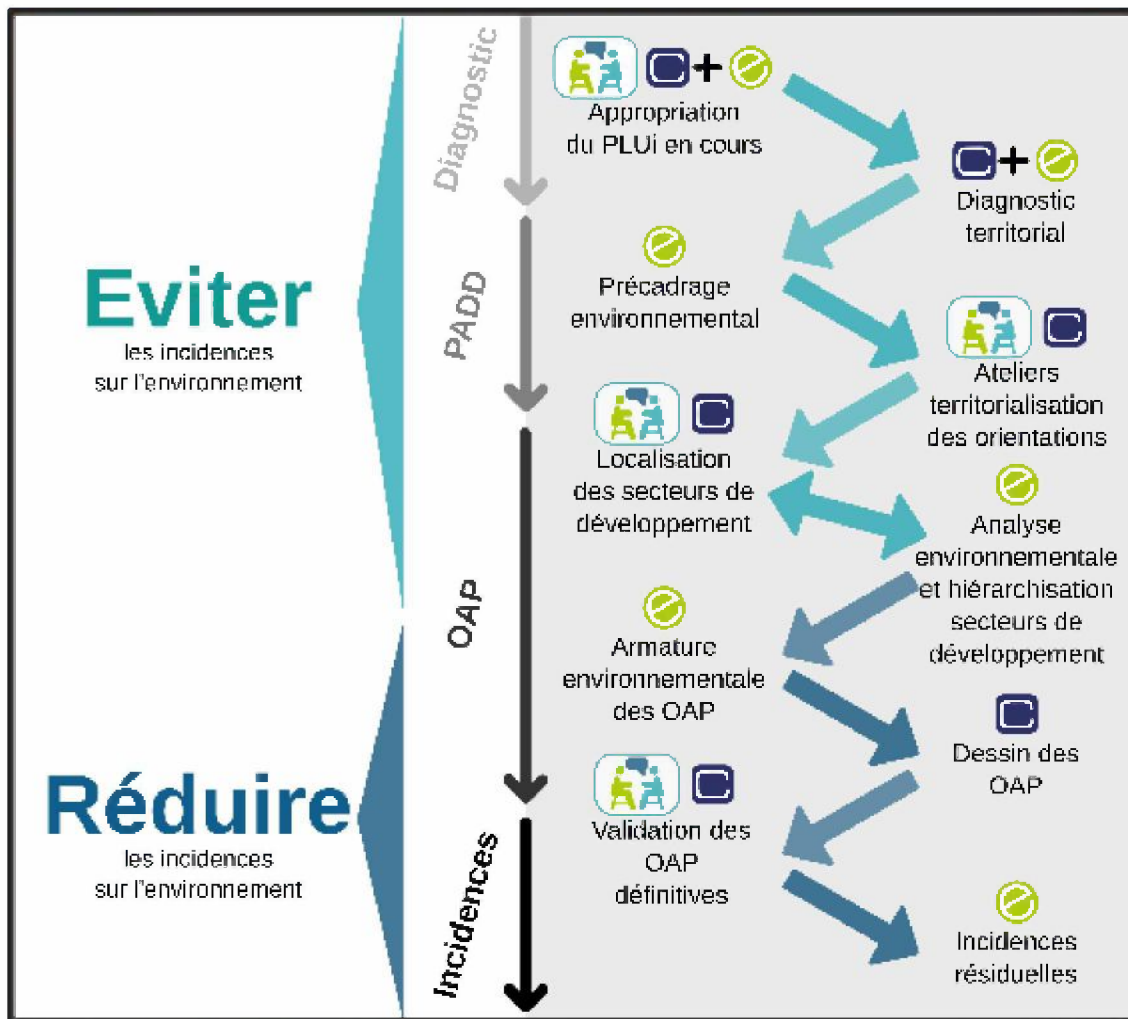 Eviter
les incidences
sur l'environnement
Réduire
les incidences
sur l'environnement
Diagnostic
PADD
OAP
Incidences
Appropriation
du PLUi en cours
Diagnostic
territorial
Précadrage
environnemental
Ateliers
territorialisation
des orientations
Localisation
des secteurs de
développement
Analyse
environnementale
et hiérarchisation
secteurs de
développement
Armature
environnementale
des OAP
Dessin des
OAP
Validation des
OAP
définitives
Incidences
résiduelles